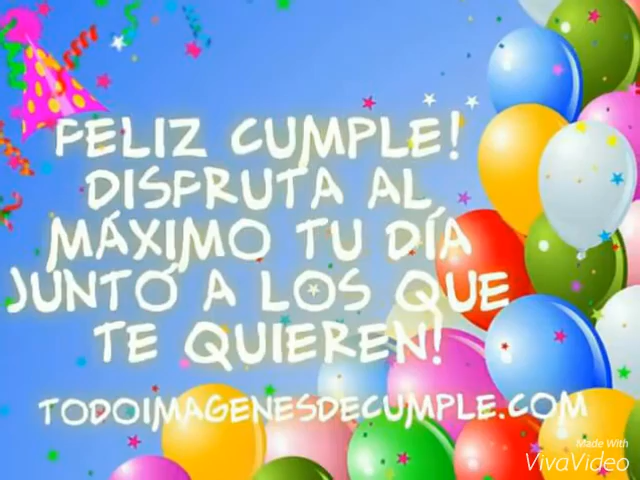 FELIZ CUMPLE!
DISFRUTA AL
MÁXIMO TU DÍA
JUNTO A LOS QUE
TE QUIEREN!
TODOIMAGENESDECUMPLE.COM
Made With
VivaVideo